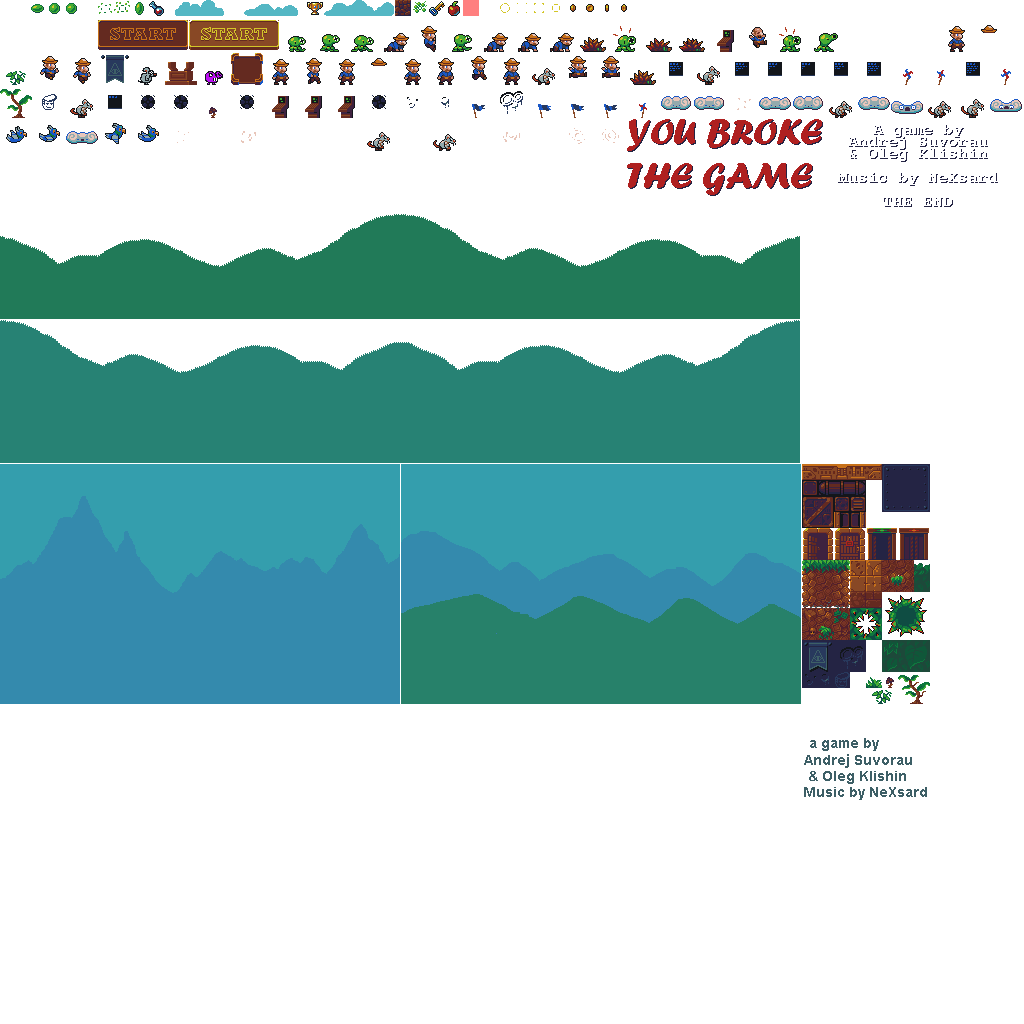 START
START
YOU BROKE
THE GAME
A game by
Andrej Suvorau
& Oleg Klishin
Music by NeXsard
THE END
a game by
Andrej Suvorau
& Oleg Klishin
Music by NeXsard